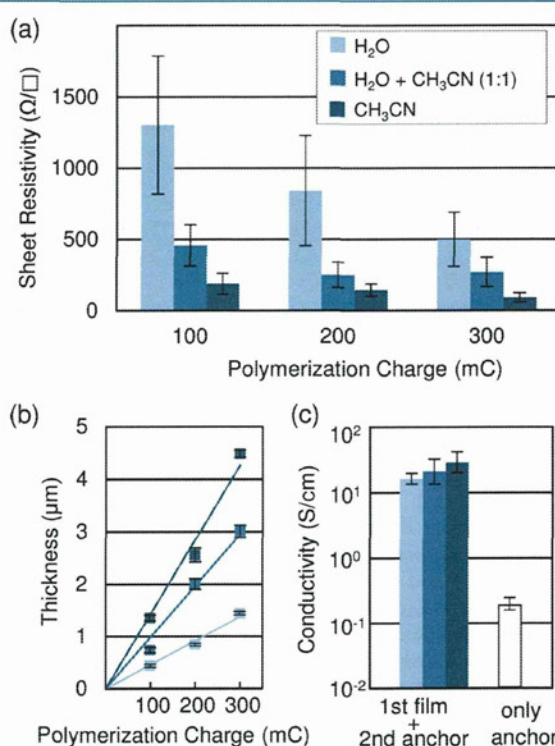 (a)
H₂O
H₂O + CH₃CN (1:1)
CH₃CN
Sheet Resistivity (Ω/□)
1500
1000
500
0
100
200
300
Polymerization Charge (mC)
(b)
Thickness (μm)
5
4
3
2
1
0
100 200 300
Polymerization Charge (mC)
(c)
Conductivity (S/cm)
10²
10¹
10⁰
10⁻¹
10⁻²
1st film
+
2nd anchor
only
anchor